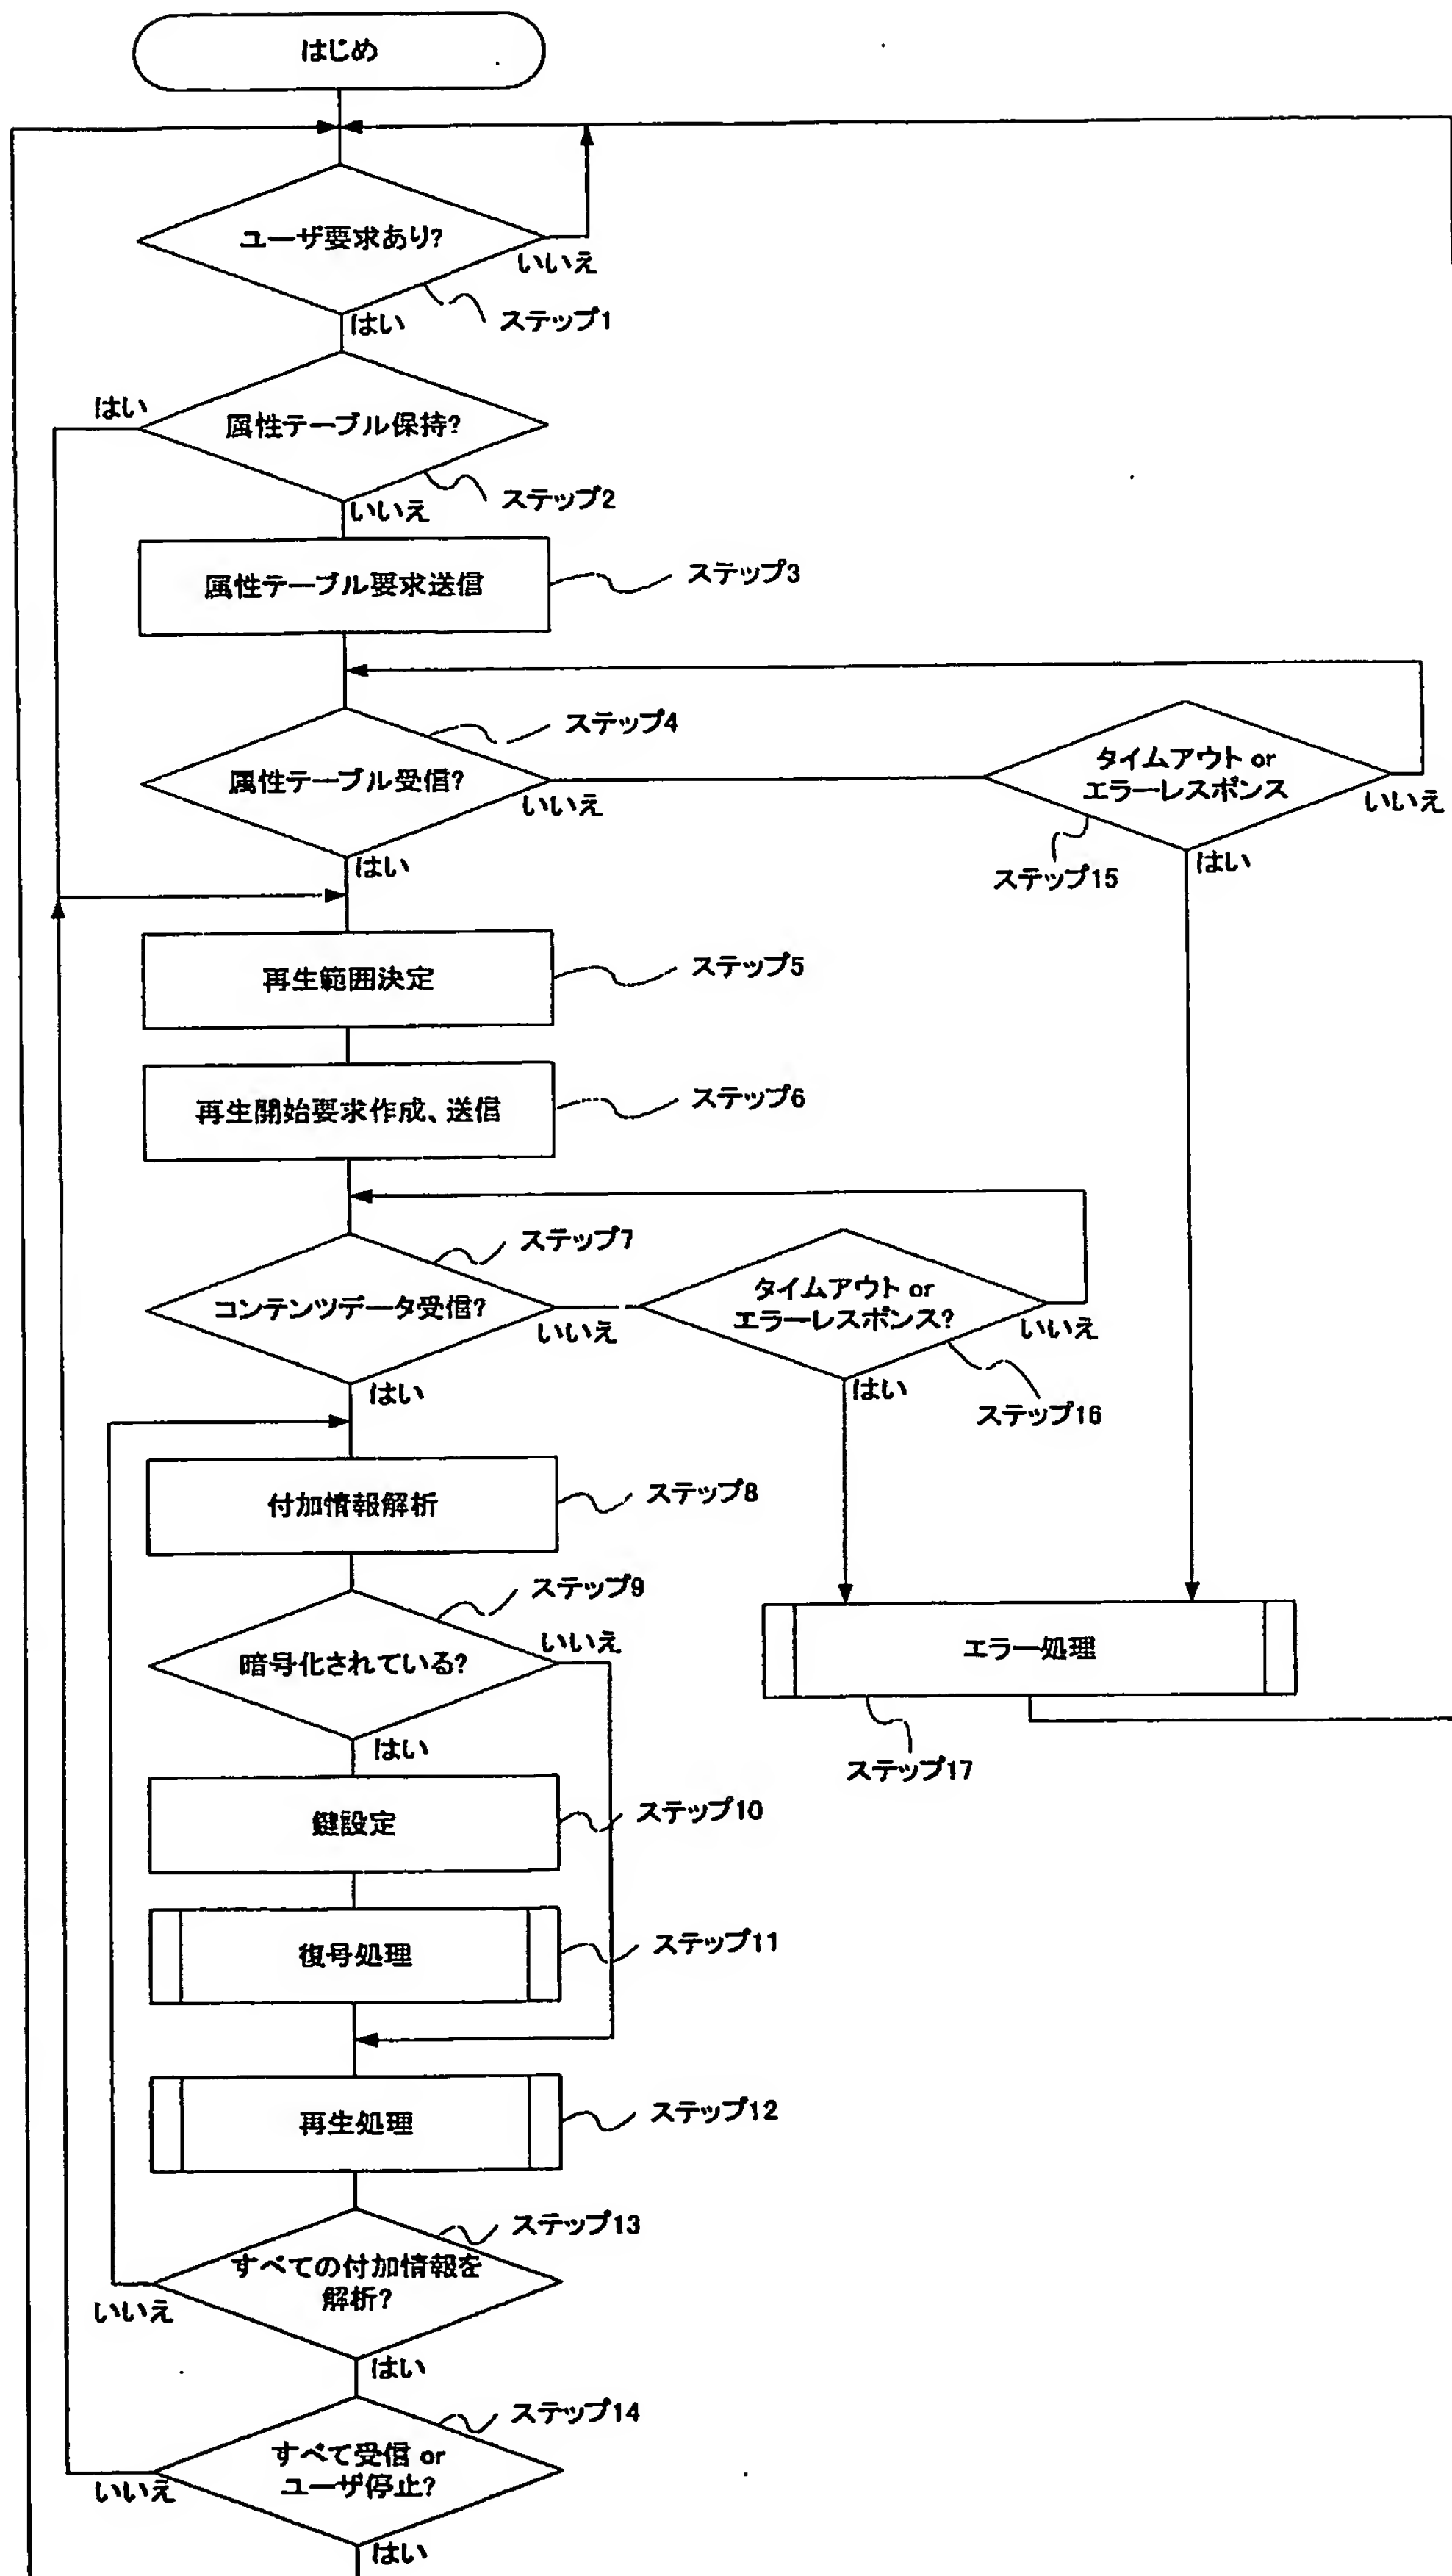 はじめ
ユーザ要求あり?
いいえ
ステップ1
はい
はい
属性テーブル保持?
ステップ2
いいえ
属性テーブル要求送信
ステップ3
ステップ4
属性テーブル受信?
いいえ
タイムアウト or
エラーレスポンス
いいえ
ステップ15
はい
はい
再生範囲決定
ステップ5
再生開始要求作成、送信
ステップ6
ステップ7
コンテンツデータ受信?
いいえ
タイムアウト or
エラーレスポンス?
いいえ
はい
はい
ステップ16
付加情報解析
ステップ8
ステップ9
暗号化されている?
いいえ
エラー処理
はい
ステップ17
鍵設定
ステップ10
復号処理
ステップ11
再生処理
ステップ12
ステップ13
すべての付加情報を
解析?
いいえ
はい
ステップ14
すべて受信 or
ユーザ停止?
いいえ
はい